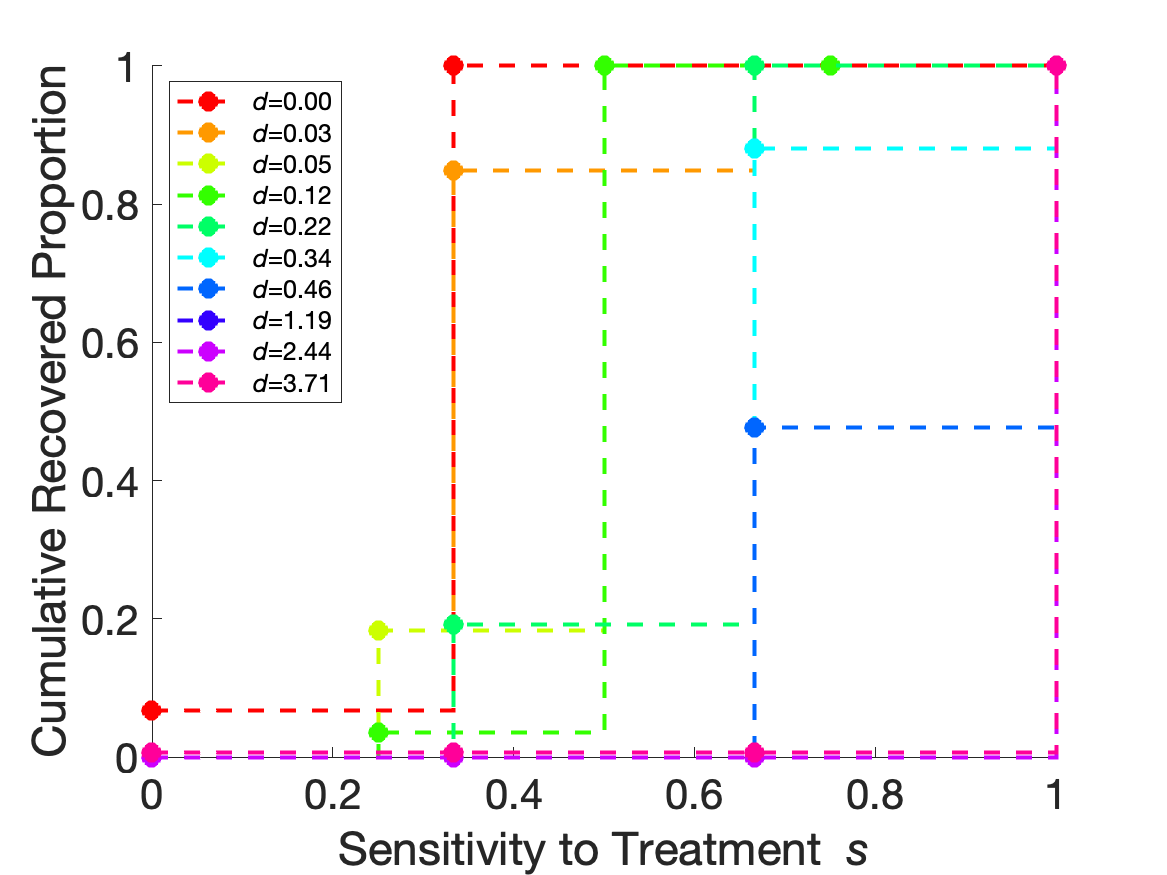 Cumulative Recovered Proportion
1
0.8
0.6
0.4
0.2
0
d=0.00
d=0.03
d=0.05
d=0.12
d=0.22
d=0.34
d=0.46
d=1.19
d=2.44
d=3.71
0 0.2 0.4 0.6 0.8 1
Sensitivity to Treatment s